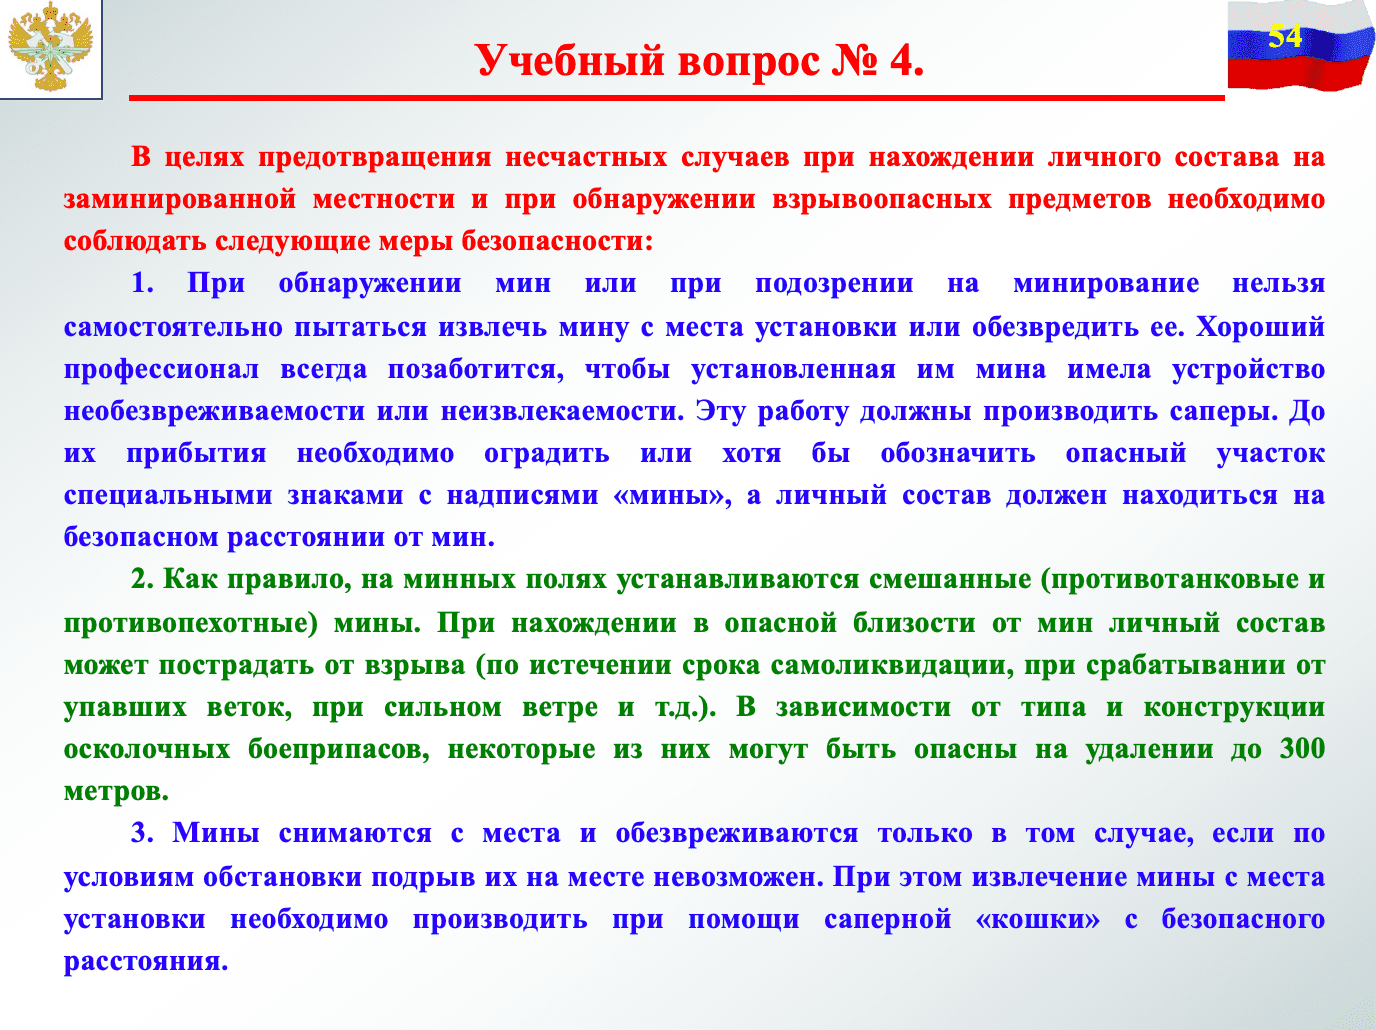 54
Учебный вопрос № 4.
В целях предотвращения несчастных случаев при нахождении личного состава на
заминированной местности и при обнаружении взрывоопасных предметов необходимо
соблюдать следующие меры безопасности:
1. При обнаружении мин или при подозрении на минирование нельзя
самостоятельно пытаться извлечь мину с места установки или обезвредить ее. Хороший
профессионал всегда позаботится, чтобы установленная им мина имела устройство
необезвреживаемости или неизвлекаемости. Эту работу должны производить саперы. До
их прибытия необходимо оградить или хотя бы обозначить опасный участок
специальными знаками с надписями «мины», а личный состав должен находиться на
безопасном расстоянии от мин.
2. Как правило, на минных полях устанавливаются смешанные (противотанковые и
противопехотные) мины. При нахождении в опасной близости от мин личный состав
может пострадать от взрыва (по истечении срока самоликвидации, при срабатывании от
упавших веток, при сильном ветре и т.д.). В зависимости от типа и конструкции
осколочных боеприпасов, некоторые из них могут быть опасны на удалении до 300
метров.
3. Мины снимаются с места и обезвреживаются только в том случае, если по
условиям обстановки подрыв их на месте невозможен. При этом извлечение мины с места
установки необходимо производить при помощи саперной «кошки» с безопасного
расстояния.